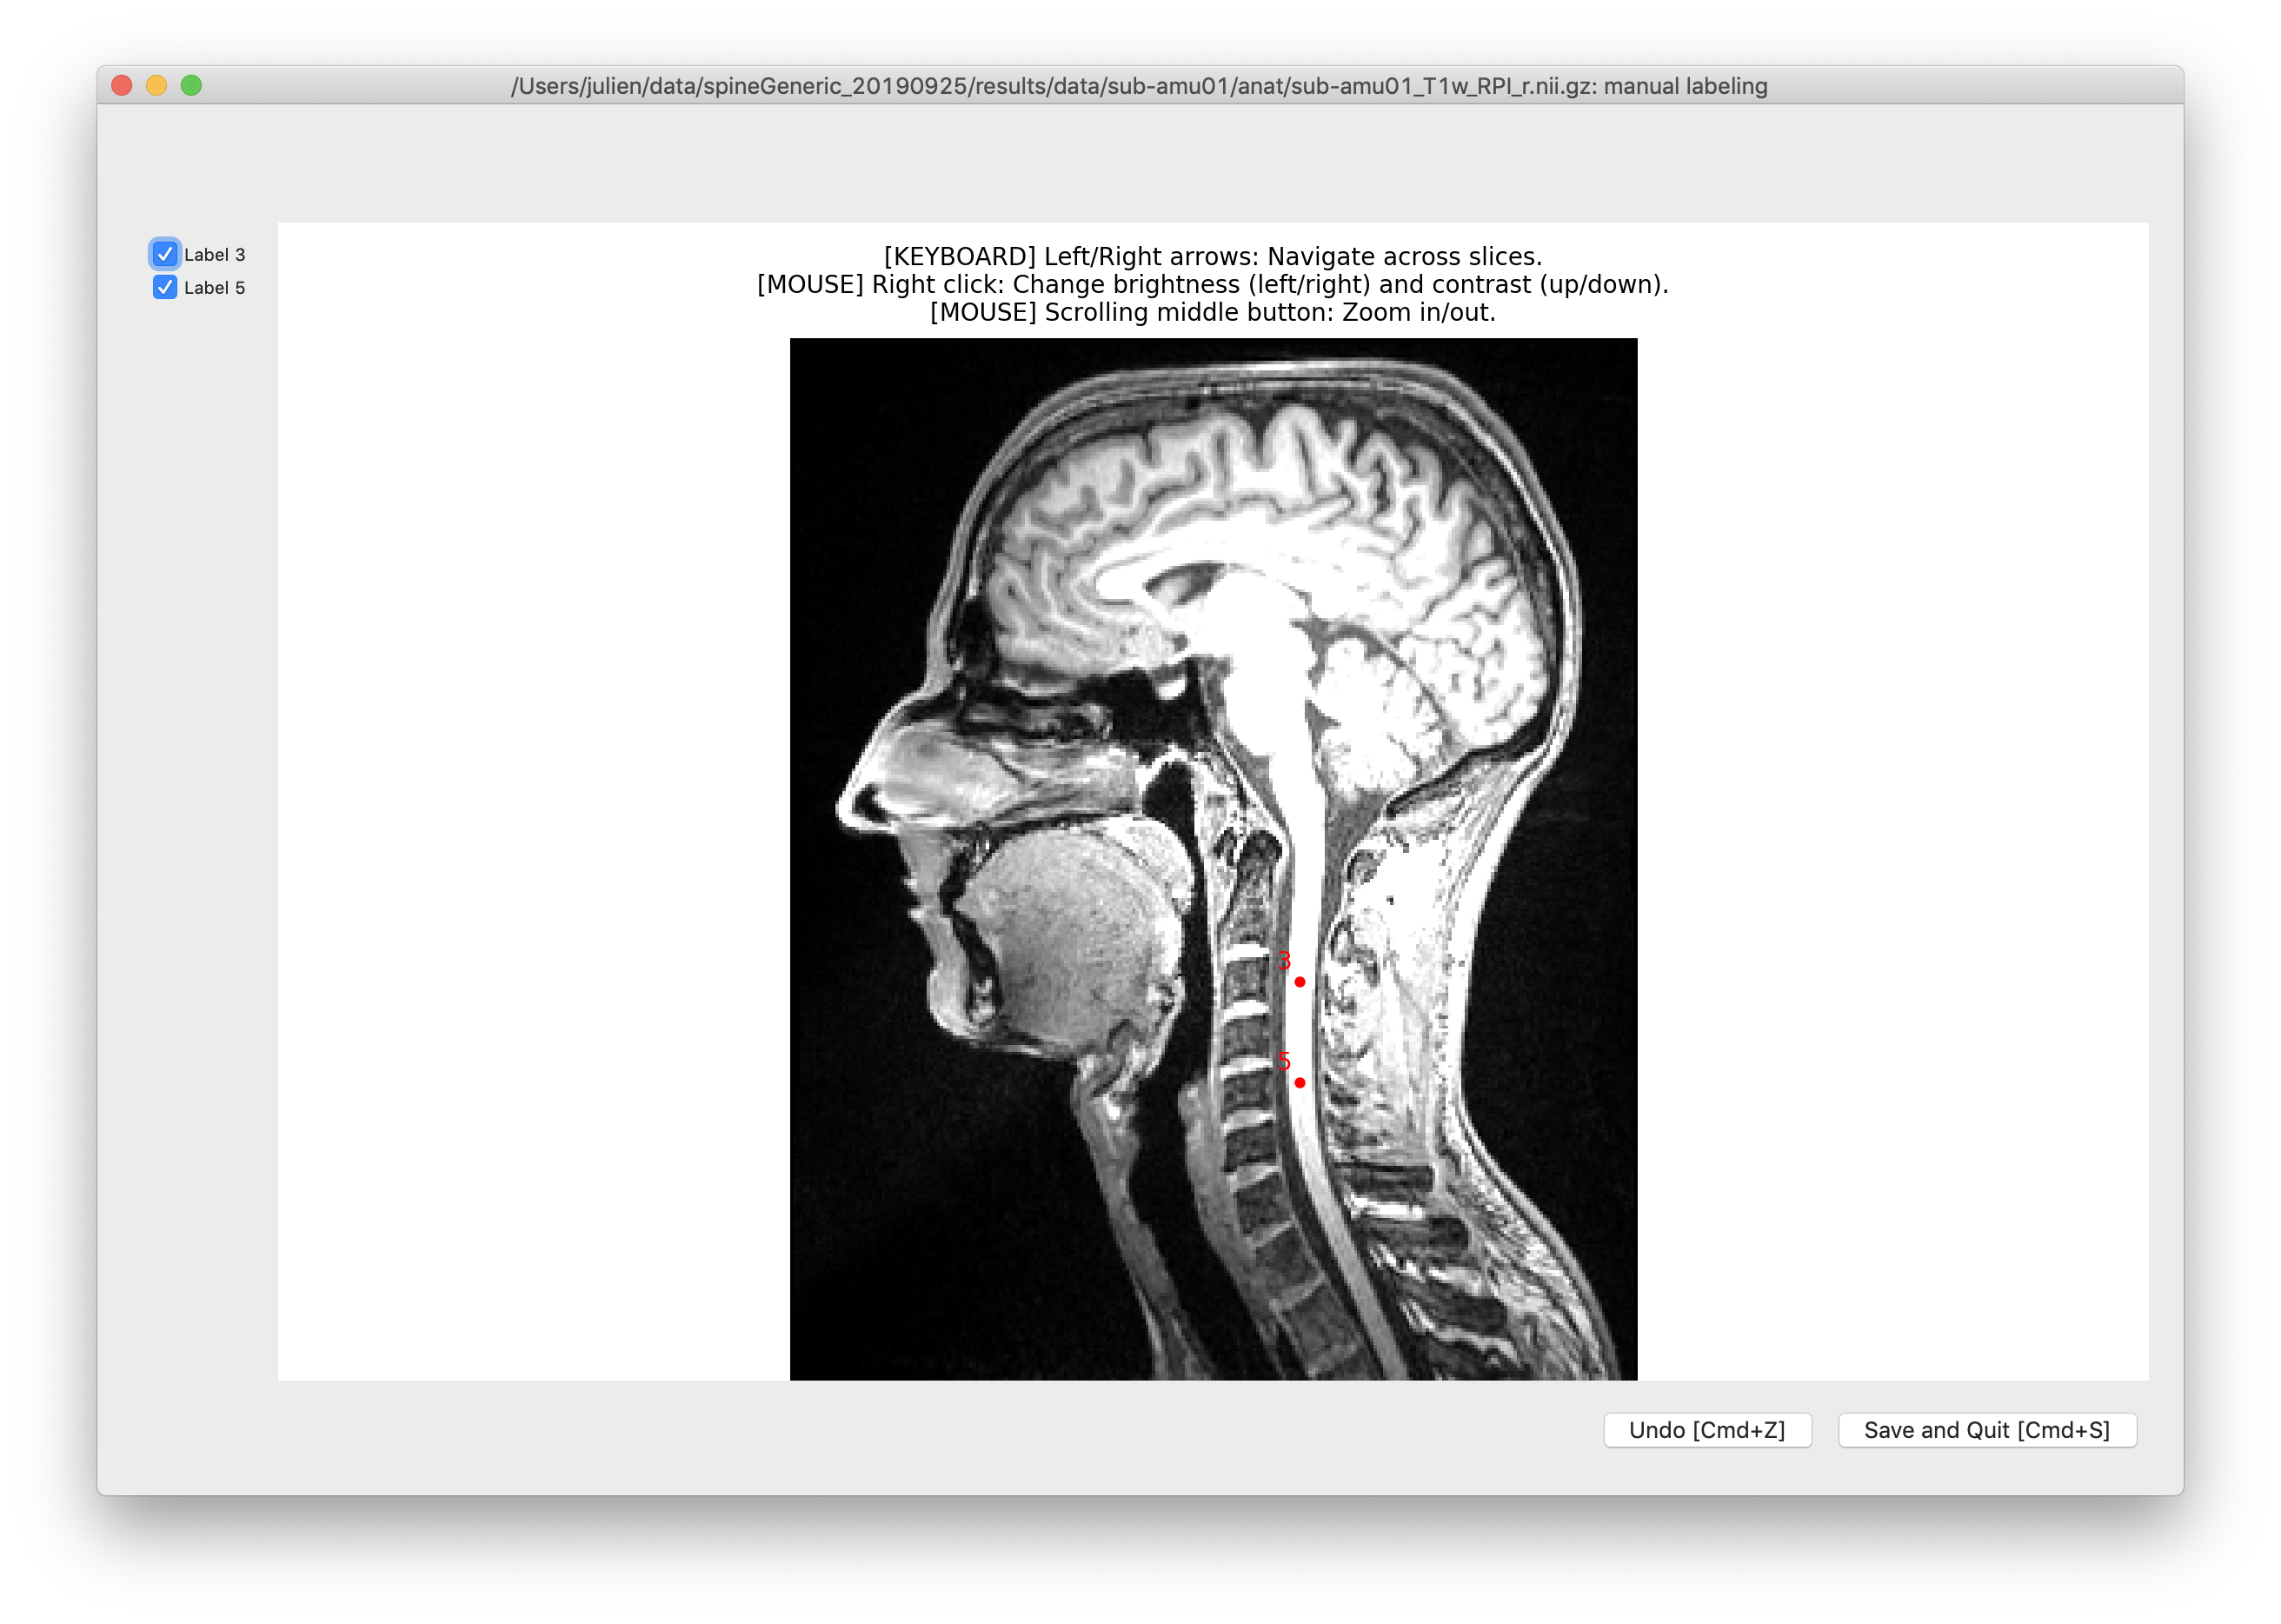 /Users/julien/data/spineGeneric_20190925/results/data/sub-amu01/anat/sub-amu01_T1w_RPI_r.nii.gz: manual labeling
Label 3
Label 5
[KEYBOARD] Left/Right arrows: Navigate across slices.
[MOUSE] Right click: Change brightness (left/right) and contrast (up/down).
[MOUSE] Scrolling middle button: Zoom in/out.
3
5
Undo [Cmd+Z]
Save and Quit [Cmd+S]